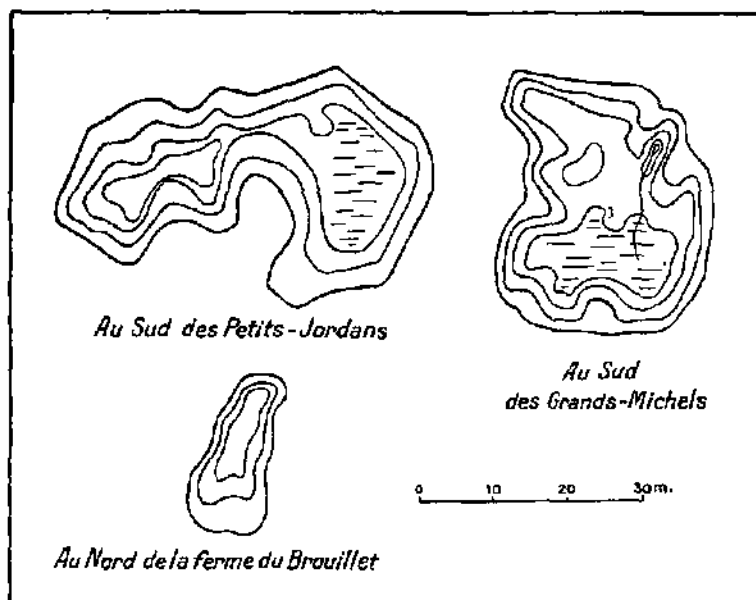 Au Sud des Petits-Jordans
Au Sud
des Grands-Michels
0 10 20 30m.
Au Nord de la ferme du Brouillet